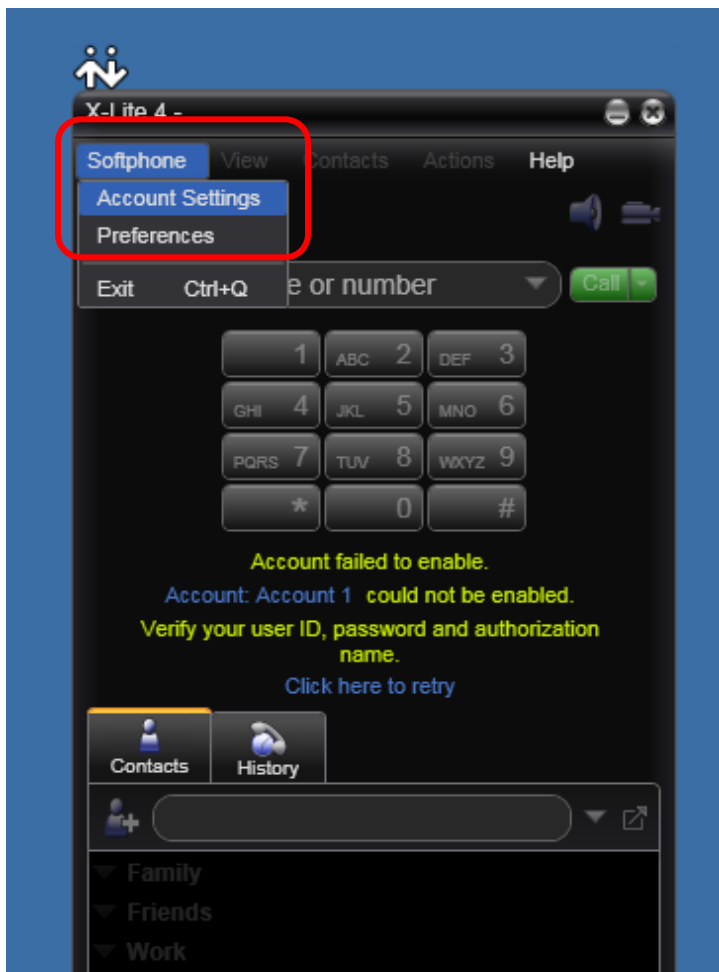 X-Lite 4 -
Softphone View Contacts Actions Help
Account Settings
Preferences
Exit Ctrl+Q
e or number Call
1 ABC 2 DEF 3
GHI 4 JKL 5 MNO 6
PQRS 7 TUV 8 WXYZ 9
* 0 #
Account failed to enable.
Account: Account 1 could not be enabled.
Verify your user ID, password and authorization
name.
Click here to retry
Contacts History
Family
Friends
Work